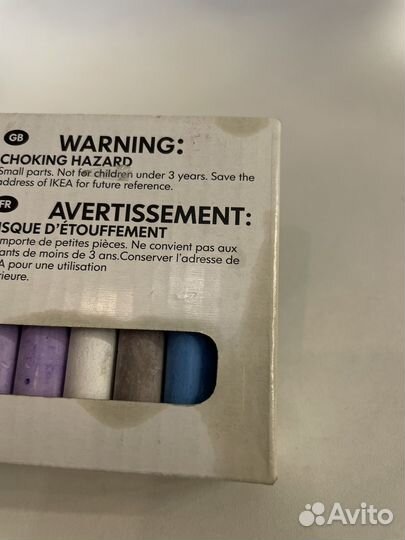 GB WARNING:
CHOKING HAZARD
Small parts. Not for children under 3 years. Save the
address of IKEA for future reference.
FR AVERTISSEMENT:
ISQUE D'ÉTOUFFEMENT
mporte de petites pièces. Ne convient pas aux
ants de moins de 3 ans.Conserver l'adresse de
A pour une utilisation
rieure.
Avito